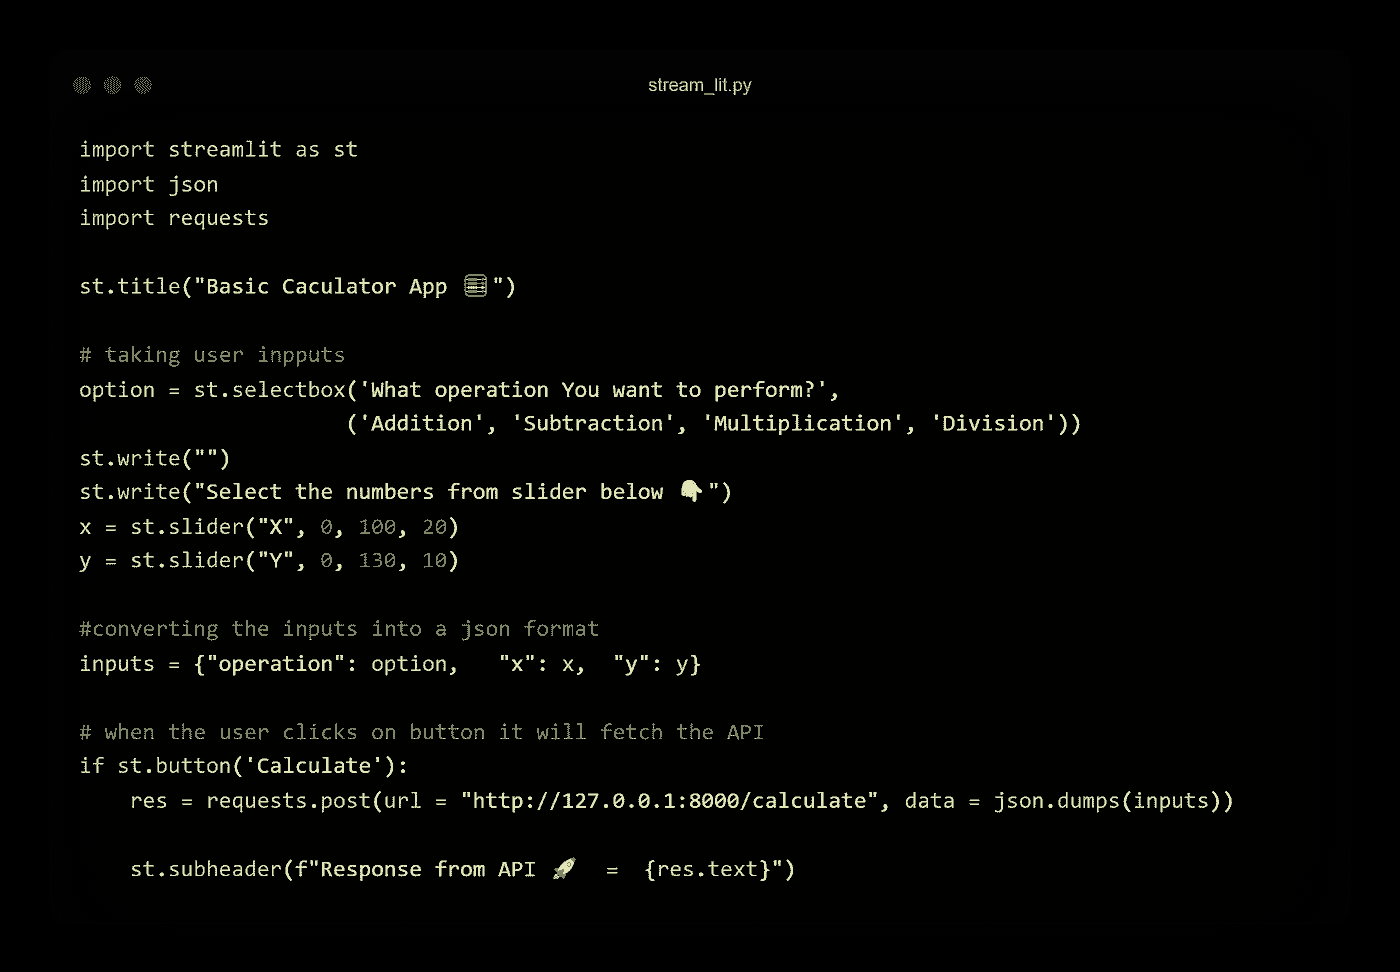 stream_lit.py
import streamlit as st
import json
import requests
st.title("Basic Caculator App 🧮")
# taking user inpputs
option = st.selectbox('What operation You want to perform?',
                     ('Addition', 'Subtraction', 'Multiplication', 'Division'))
st.write("")
st.write("Select the numbers from slider below 👇")
x = st.slider("X", 0, 100, 20)
y = st.slider("Y", 0, 130, 10)
#converting the inputs into a json format
inputs = {"operation": option,   "x": x,  "y": y}
# when the user clicks on button it will fetch the API
if st.button('Calculate'):
    res = requests.post(url = "http://127.0.0.1:8000/calculate", data = json.dumps(inputs))
    st.subheader(f"Response from API 🚀  =  {res.text}")